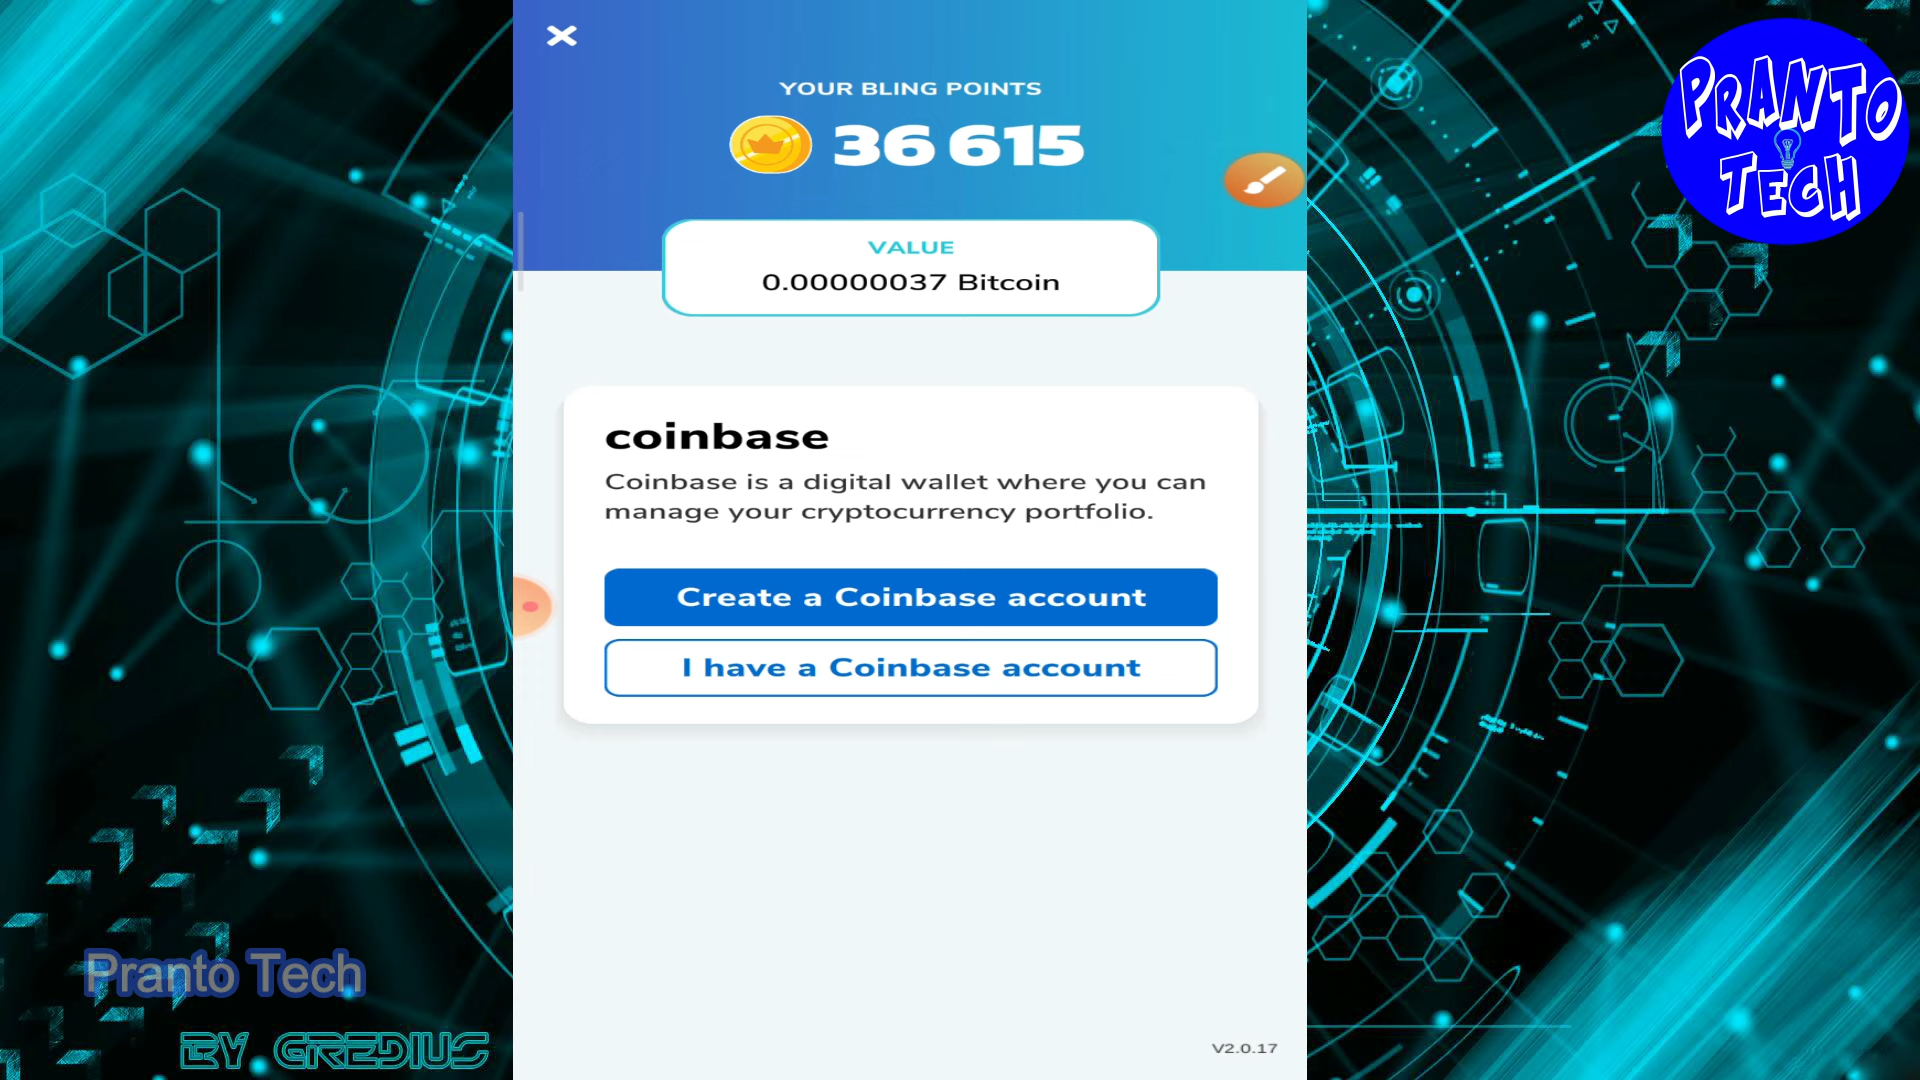 YOUR BLING POINTS
36 615
VALUE
0.00000037 Bitcoin
coinbase
Coinbase is a digital wallet where you can
manage your cryptocurrency portfolio.
Create a Coinbase account
I have a Coinbase account
V2.0.17
PRANTO
TECH
Pranto Tech
BY GREDIUS